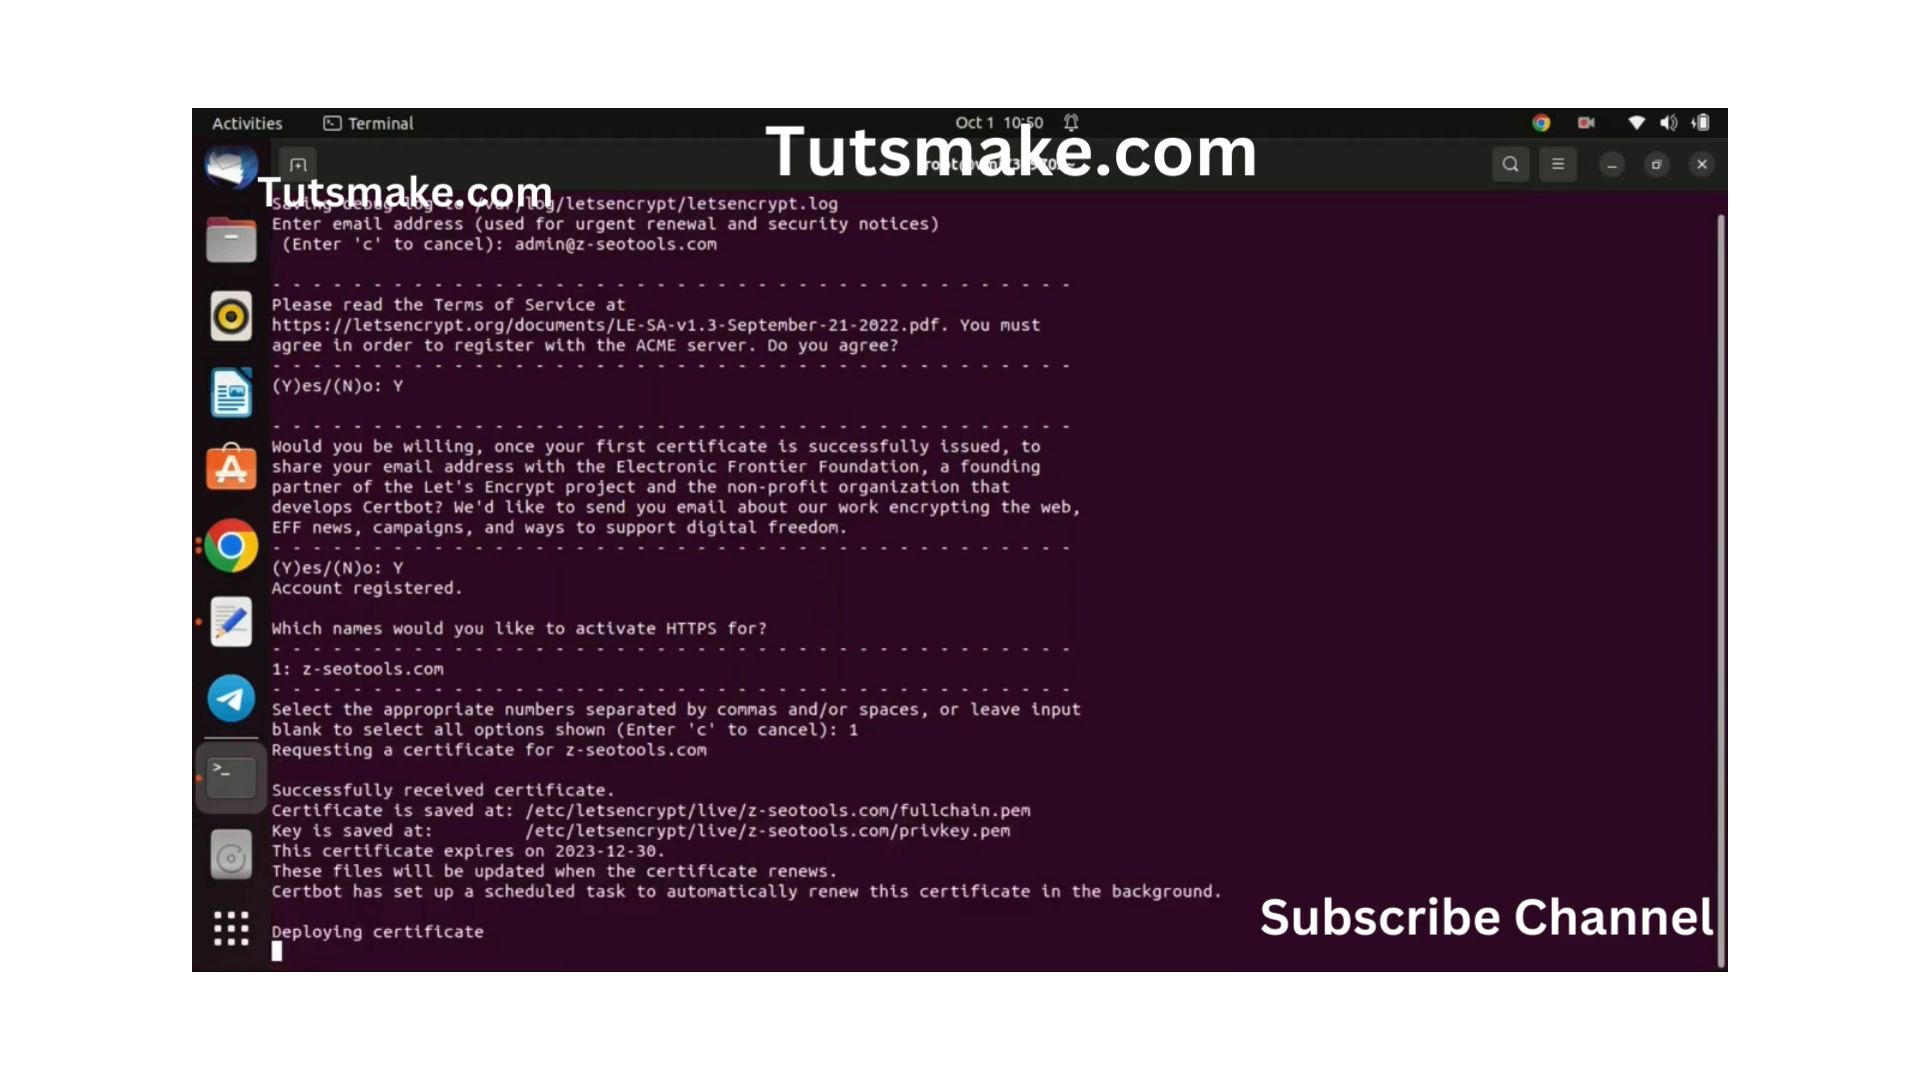 Activities Terminal Oct 1 10:50
Tutsmake.com
Tutsmake.com
Saving debug log to /var/log/letsencrypt/letsencrypt.log
Enter email address (used for urgent renewal and security notices)
(Enter 'c' to cancel): admin@z-seotools.com
- - - - - - - - - - - - - - - - - - - - - - - - - - - - - - - - - - - - - - - -
Please read the Terms of Service at
https://letsencrypt.org/documents/LE-SA-v1.3-September-21-2022.pdf. You must
agree in order to register with the ACME server. Do you agree?
- - - - - - - - - - - - - - - - - - - - - - - - - - - - - - - - - - - - - - - -
(Y)es/(N)o: Y
- - - - - - - - - - - - - - - - - - - - - - - - - - - - - - - - - - - - - - - -
Would you be willing, once your first certificate is successfully issued, to
share your email address with the Electronic Frontier Foundation, a founding
partner of the Let's Encrypt project and the non-profit organization that
develops Certbot? We'd like to send you email about our work encrypting the web,
EFF news, campaigns, and ways to support digital freedom.
- - - - - - - - - - - - - - - - - - - - - - - - - - - - - - - - - - - - - - - -
(Y)es/(N)o: Y
Account registered.
Which names would you like to activate HTTPS for?
- - - - - - - - - - - - - - - - - - - - - - - - - - - - - - - - - - - - - - - -
1: z-seotools.com
- - - - - - - - - - - - - - - - - - - - - - - - - - - - - - - - - - - - - - - -
Select the appropriate numbers separated by commas and/or spaces, or leave input
blank to select all options shown (Enter 'c' to cancel): 1
Requesting a certificate for z-seotools.com
Successfully received certificate.
Certificate is saved at: /etc/letsencrypt/live/z-seotools.com/fullchain.pem
Key is saved at: /etc/letsencrypt/live/z-seotools.com/privkey.pem
This certificate expires on 2023-12-30.
These files will be updated when the certificate renews.
Certbot has set up a scheduled task to automatically renew this certificate in the background.
Deploying certificate
Subscribe Channel